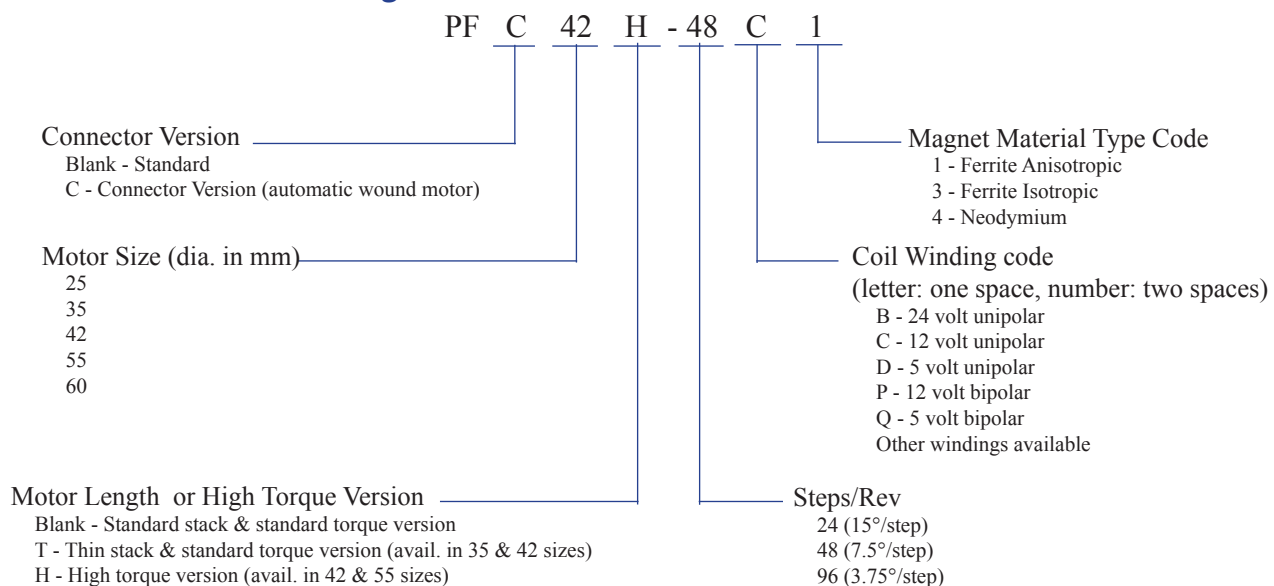 PF C 42 H - 48 C 1
Connector Version
Blank - Standard
C - Connector Version (automatic wound motor)
Motor Size (dia. in mm)
25
35
42
55
60
Motor Length or High Torque Version
Blank - Standard stack & standard torque version
T - Thin stack & standard torque version (avail. in 35 & 42 sizes)
H - High torque version (avail. in 42 & 55 sizes)
Magnet Material Type Code
1 - Ferrite Anisotropic
3 - Ferrite Isotropic
4 - Neodymium
Coil Winding code
(letter: one space, number: two spaces)
B - 24 volt unipolar
C - 12 volt unipolar
D - 5 volt unipolar
P - 12 volt bipolar
Q - 5 volt bipolar
Other windings available
Steps/Rev
24 (15°/step)
48 (7.5°/step)
96 (3.75°/step)